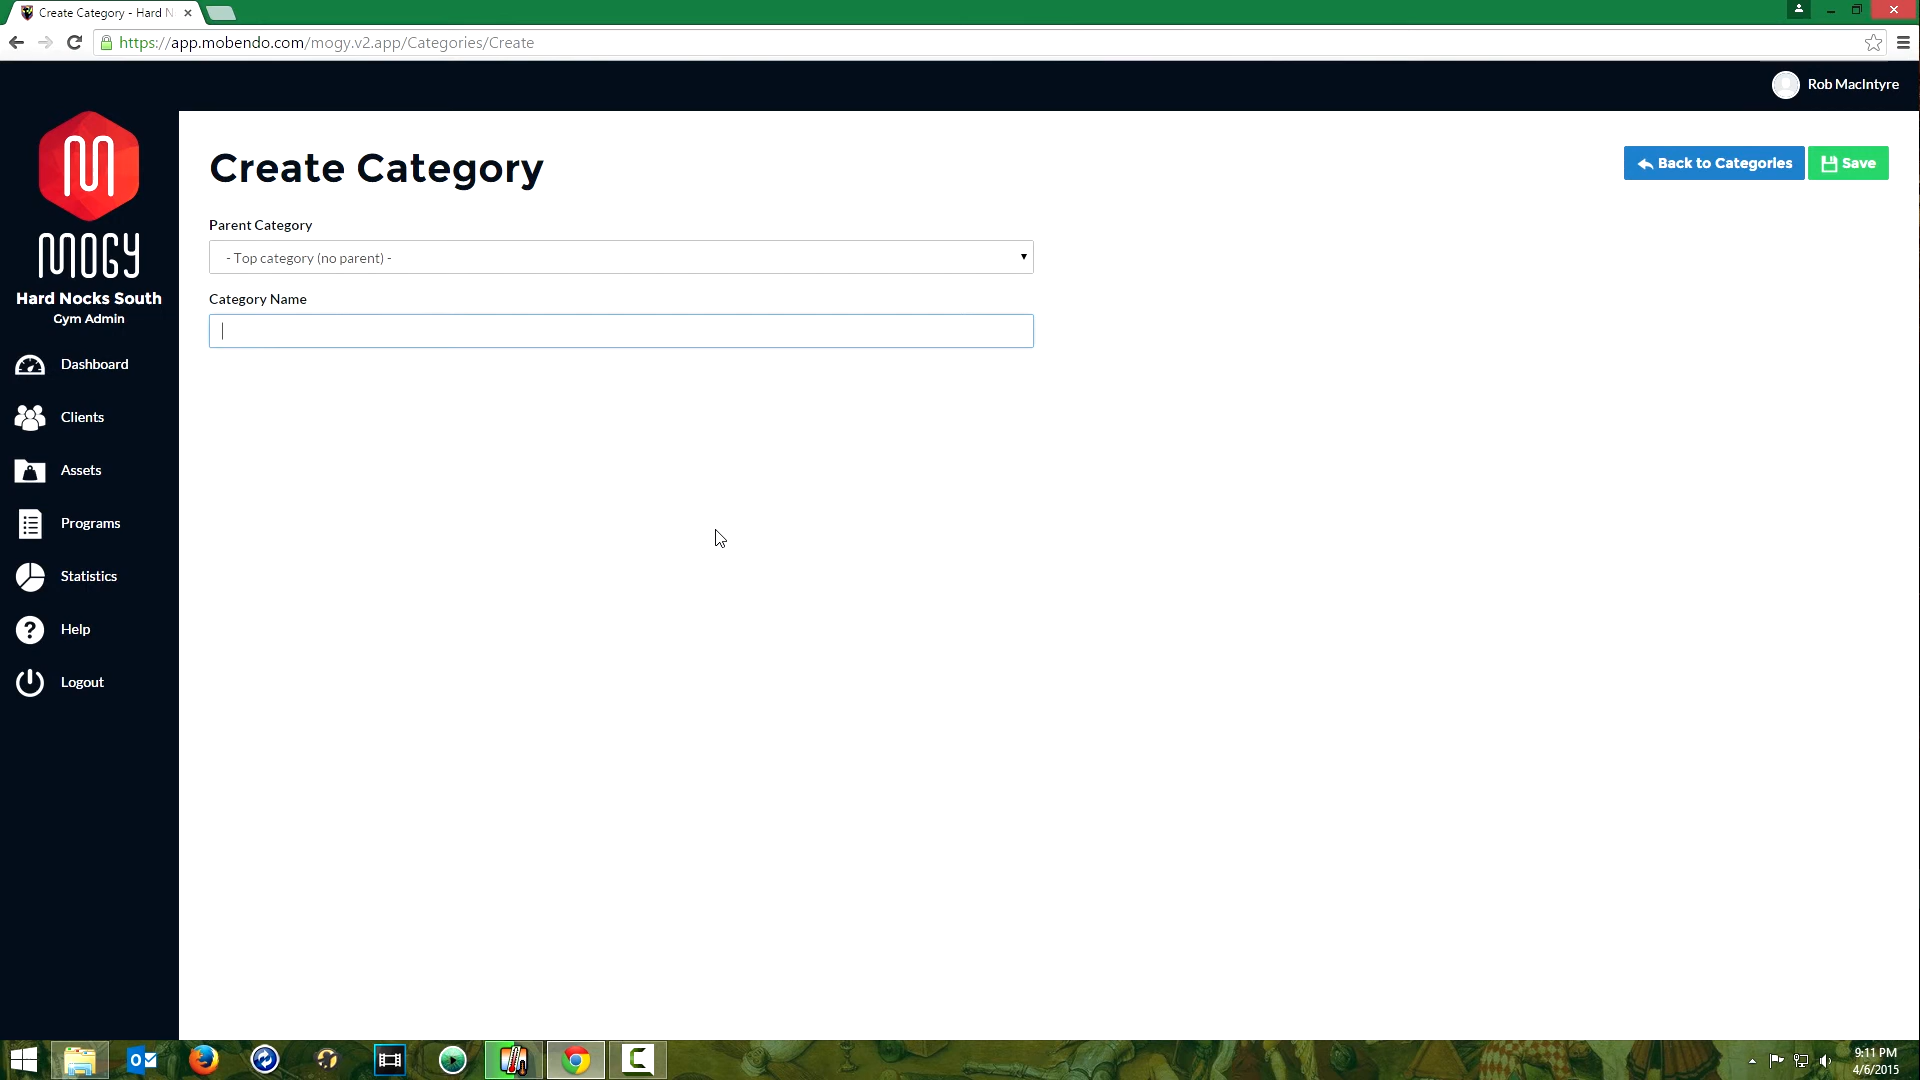 Create Category - Hard N
https://app.mobendo.com/mogy.v2.app/Categories/Create
Rob MacIntyre
MOGY
Hard Nocks South
Gym Admin
Dashboard
Clients
Assets
Programs
Statistics
Help
Logout
Create Category
Back to Categories
Save
Parent Category
- Top category (no parent) -
Category Name
9:11 PM
4/6/2015